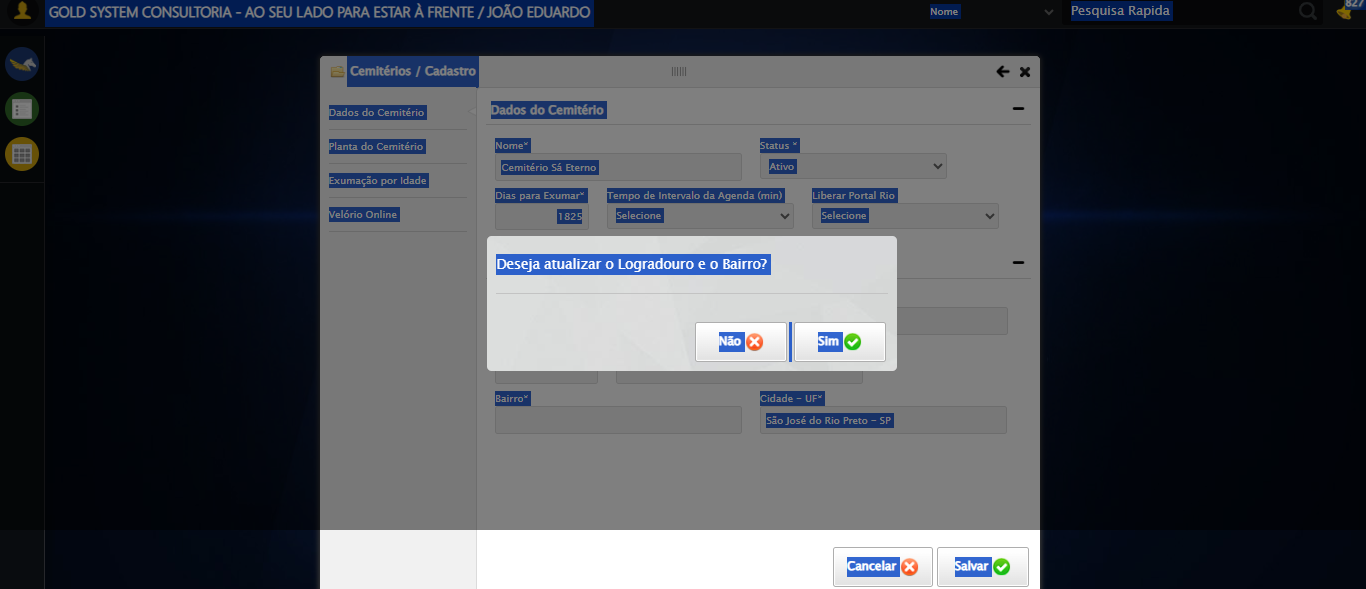 GOLD SYSTEM CONSULTORIA - AO SEU LADO PARA ESTAR À FRENTE / JOÃO EDUARDO
Nome
Pesquisa Rapida
827
Cemitérios / Cadastro
Dados do Cemitério
Planta do Cemitério
Exumação por Idade
Velório Online
Dados do Cemitério
Nome*
Status *
Cemitério Sá Eterno
Ativo
Dias para Exumar*
Tempo de Intervalo da Agenda (min)
Liberar Portal Rio
1825
Selecione
Selecione
Deseja atualizar o Logradouro e o Bairro?
Não
Sim
Bairro*
Cidade - UF*
São José do Rio Preto - SP
Cancelar
Salvar